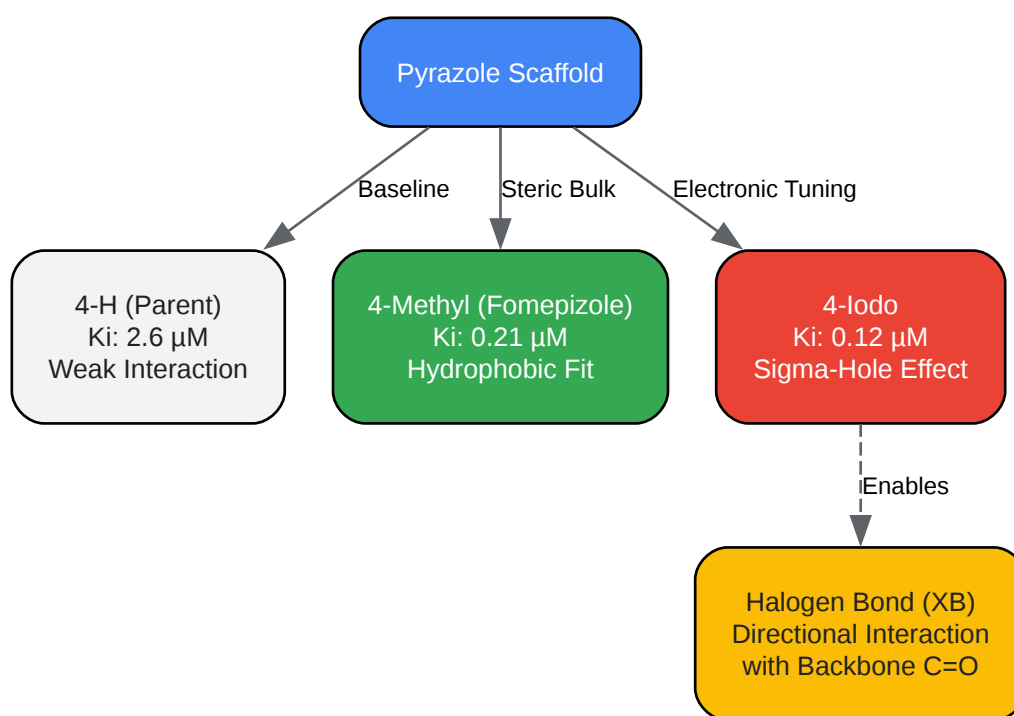 Pyrazole Scaffold
Baseline
Steric Bulk
Electronic Tuning
4-H (Parent)
Ki: 2.6 µM
Weak Interaction
4-Methyl (Fomepizole)
Ki: 0.21 µM
Hydrophobic Fit
4-Iodo
Ki: 0.12 µM
Sigma-Hole Effect
Enables
Halogen Bond (XB)
Directional Interaction
with Backbone C=O